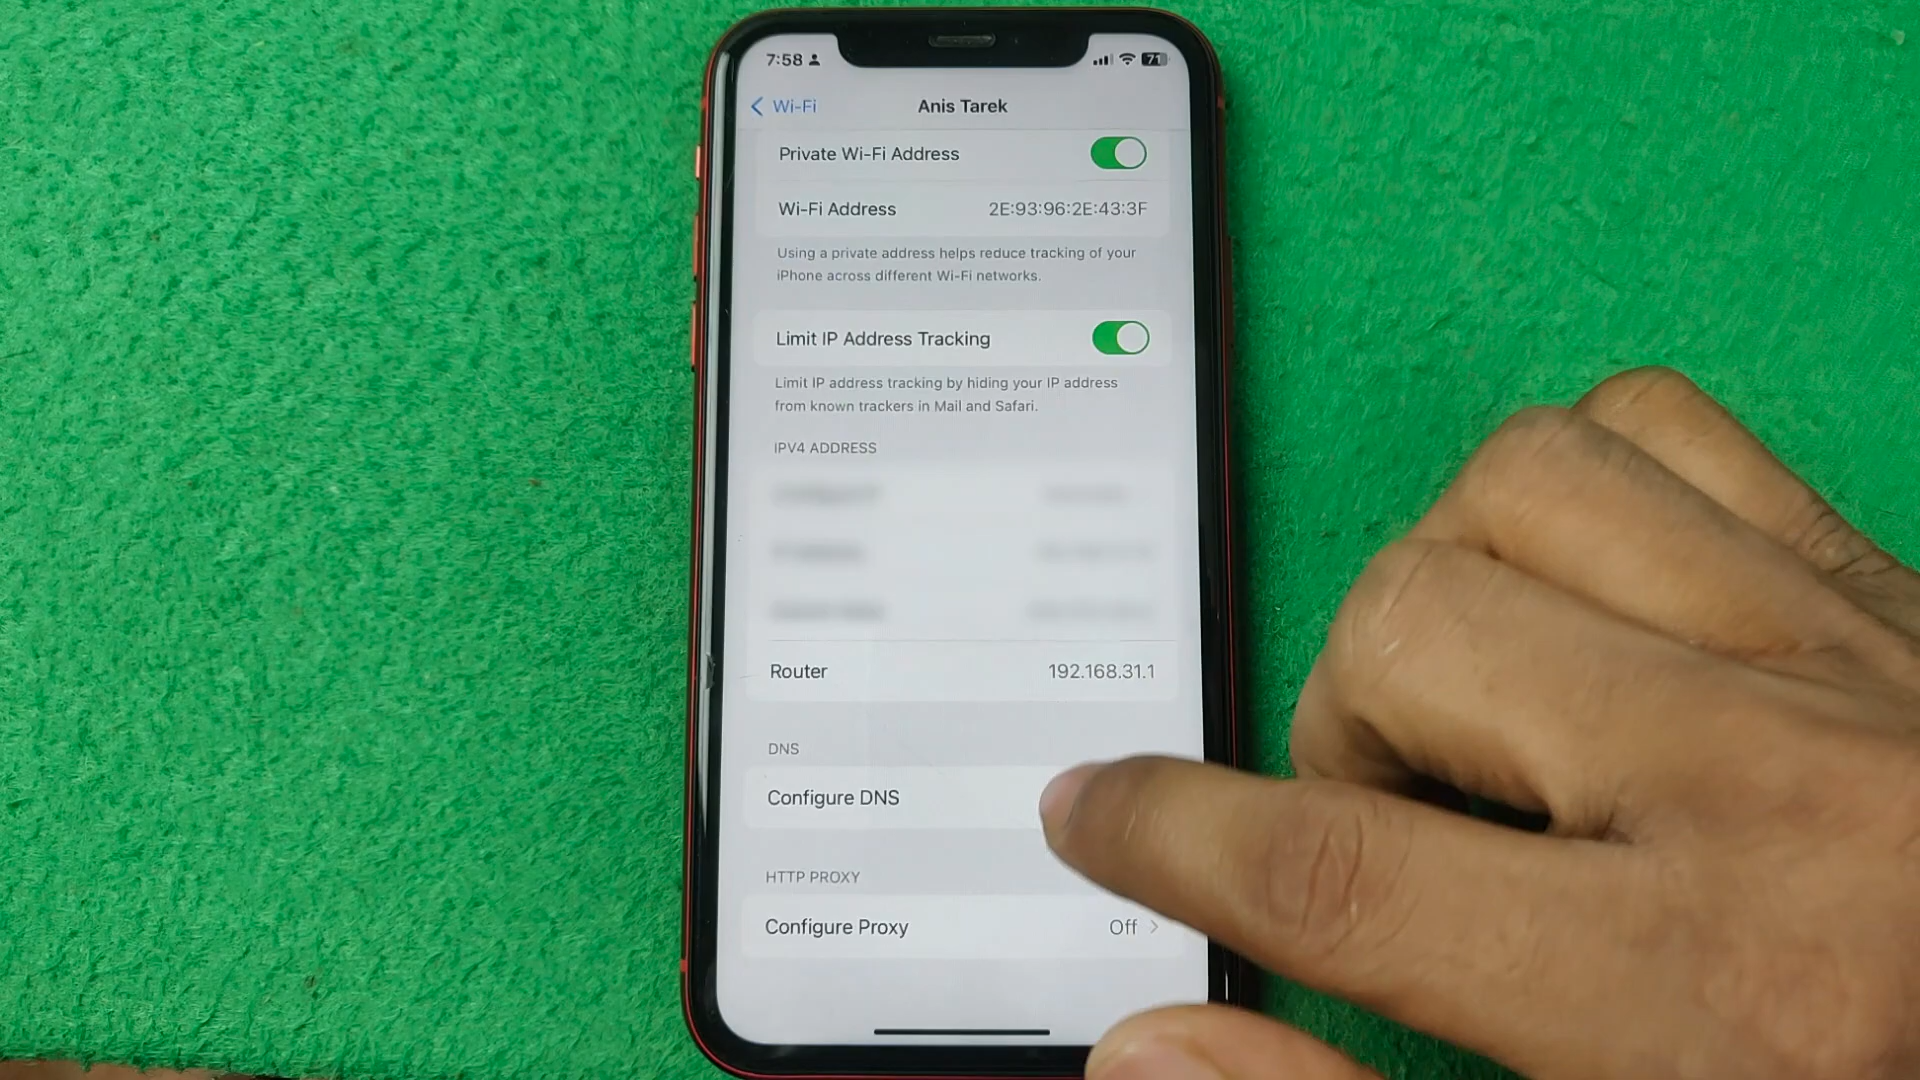 7:58
71
Wi-Fi
Anis Tarek
Private Wi-Fi Address
Wi-Fi Address 2E:93:96:2E:43:3F
Using a private address helps reduce tracking of your
iPhone across different Wi-Fi networks.
Limit IP Address Tracking
Limit IP address tracking by hiding your IP address
from known trackers in Mail and Safari.
IPV4 ADDRESS
Router 192.168.31.1
DNS
Configure DNS
HTTP PROXY
Configure Proxy Off